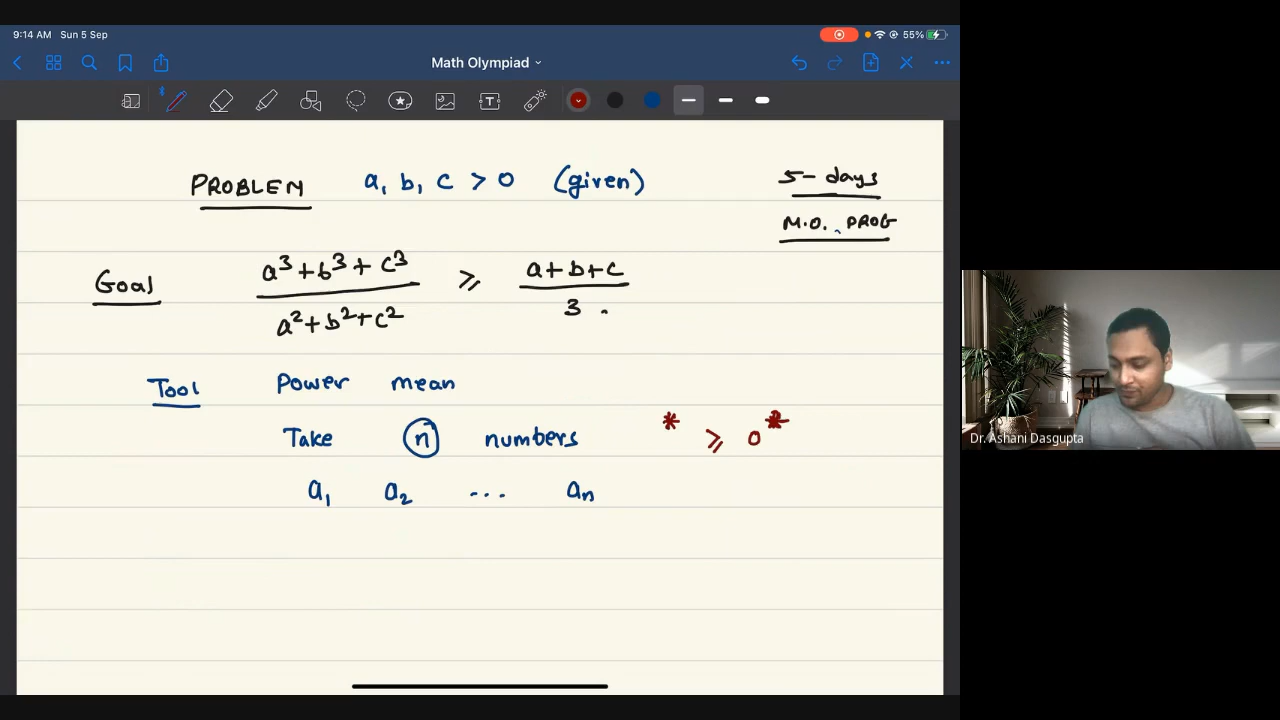 9:14 AM Sun 5 Sep
55%
Math Olympiad
PROBLEM a, b, c > 0 (given)
5-days
M.O. PROG
Goal a³+b³+c³ / a²+b²+c² ⩾ a+b+c / 3 .
Tool Power mean
Take n numbers * ⩾ 0*
a₁ a₂ ... aₙ
Dr. Ashani Dasgupta